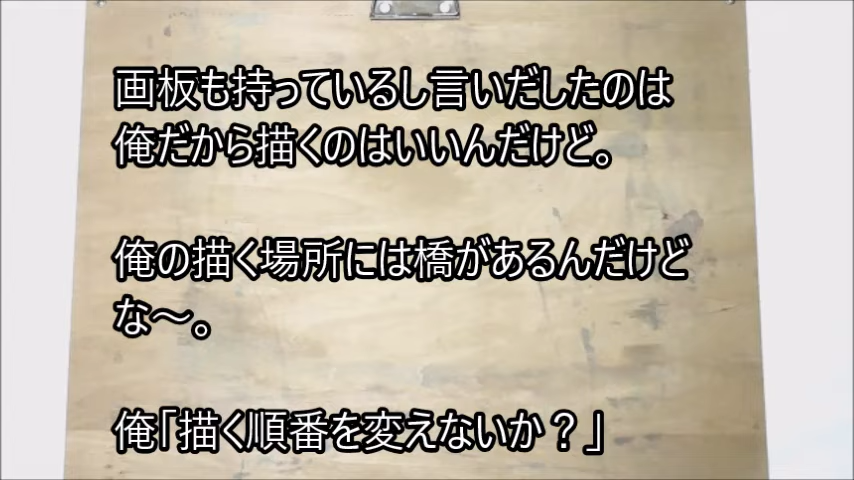 画板も持っているし言いだしたのは
俺だから描くのはいいんだけど。
俺の描く場所には橋があるんだけど
な～。
俺「描く順番を変えないか？」